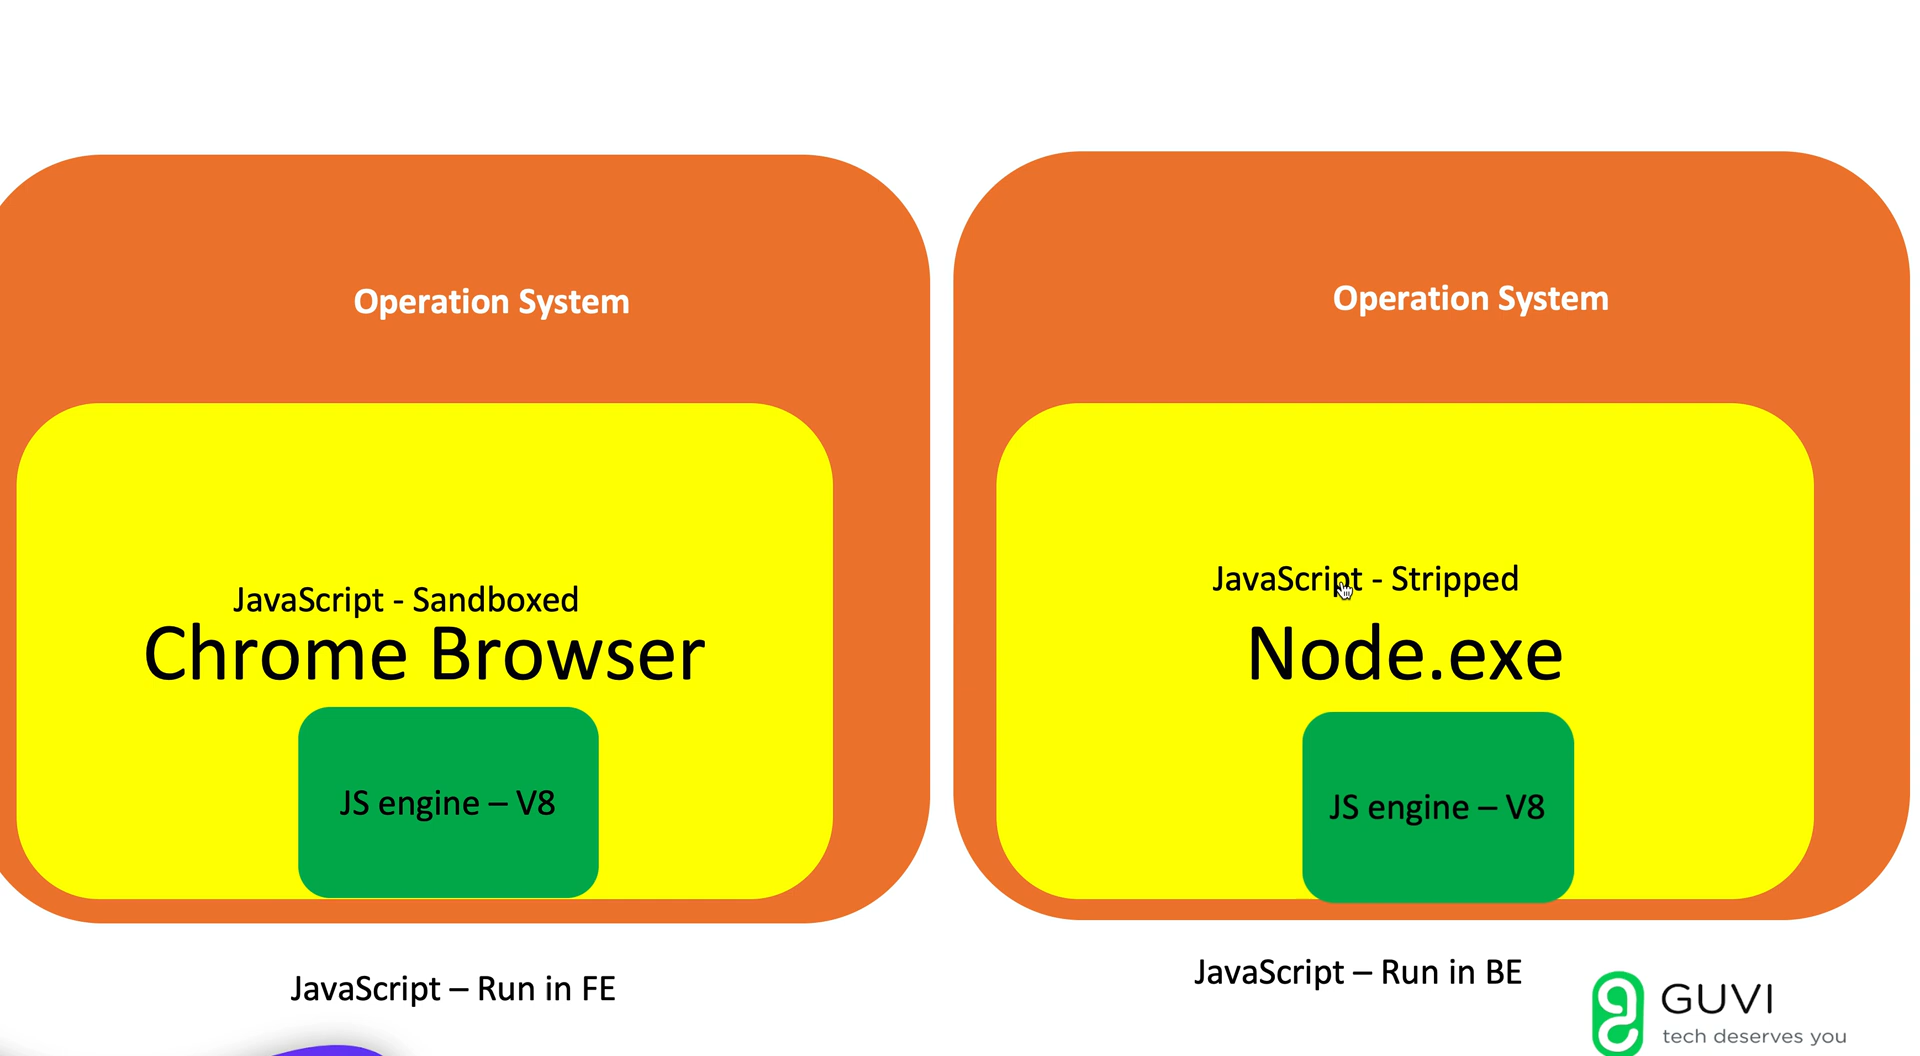 Operation System
JavaScript - Sandboxed
Chrome Browser
JS engine – V8
JavaScript – Run in FE
Operation System
JavaScript - Stripped
Node.exe
JS engine – V8
JavaScript – Run in BE
GUVI
tech deserves you